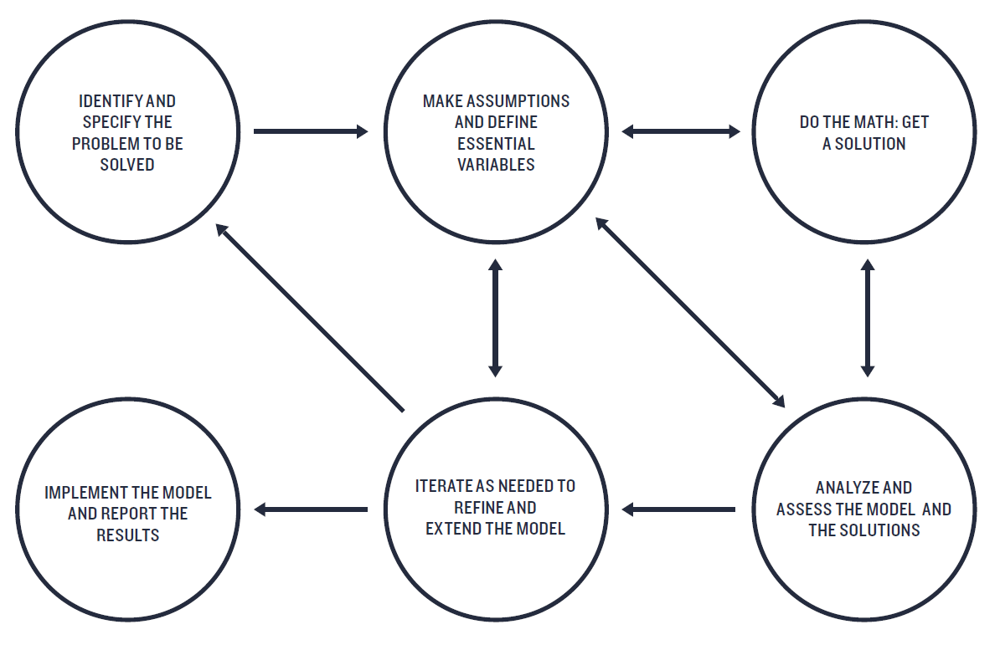 IDENTIFY AND
SPECIFY THE
PROBLEM TO BE
SOLVED
MAKE ASSUMPTIONS
AND DEFINE
ESSENTIAL
VARIABLES
DO THE MATH: GET
A SOLUTION
IMPLEMENT THE MODEL
AND REPORT THE
RESULTS
ITERATE AS NEEDED TO
REFINE AND
EXTEND THE MODEL
ANALYZE AND
ASSESS THE MODEL AND
THE SOLUTIONS